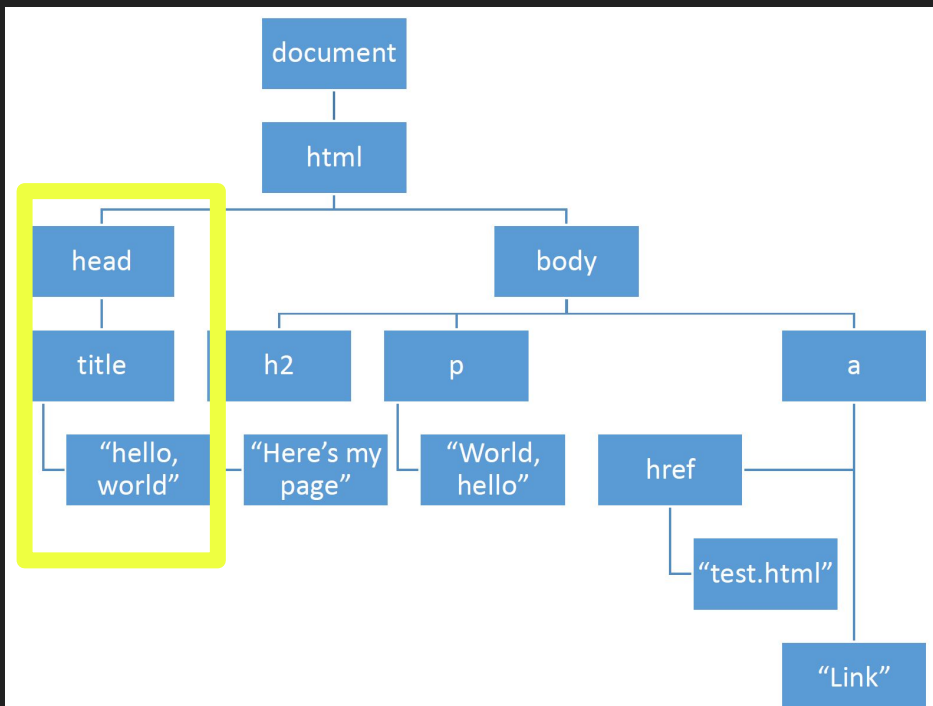 document
html
head
body
title
h2
p
a
“hello,
world”
“Here’s my
page”
“World,
hello”
href
“test.html”
“Link”